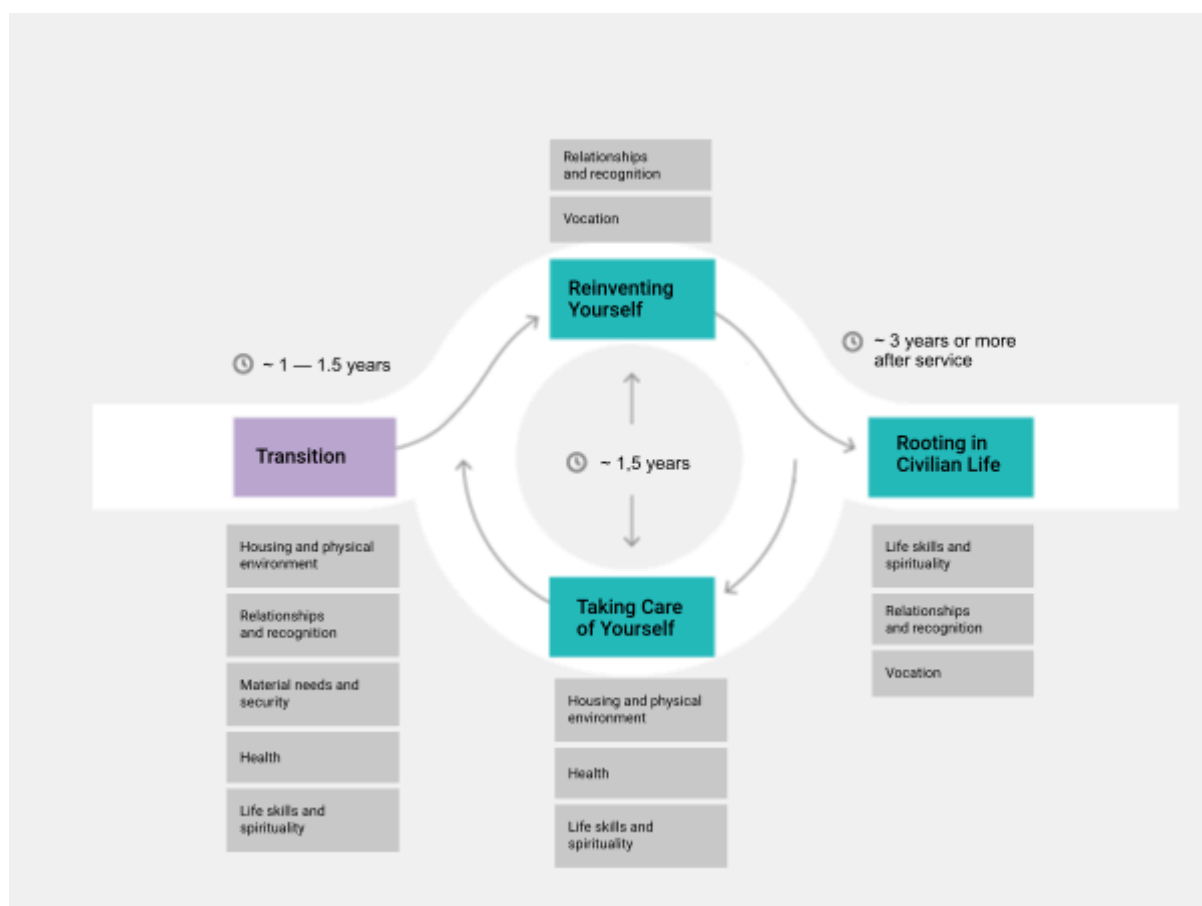 Relationships
and recognition
Vocation
Reinventing
Yourself
~ 1 — 1.5 years
~ 3 years or more
after service
Transition
~ 1,5 years
Rooting in
Civilian Life
Housing and physical
environment
Relationships
and recognition
Material needs and
security
Health
Life skills and
spirituality
Taking Care
of Yourself
Housing and physical
environment
Health
Life skills and
spirituality
Life skills and
spirituality
Relationships
and recognition
Vocation